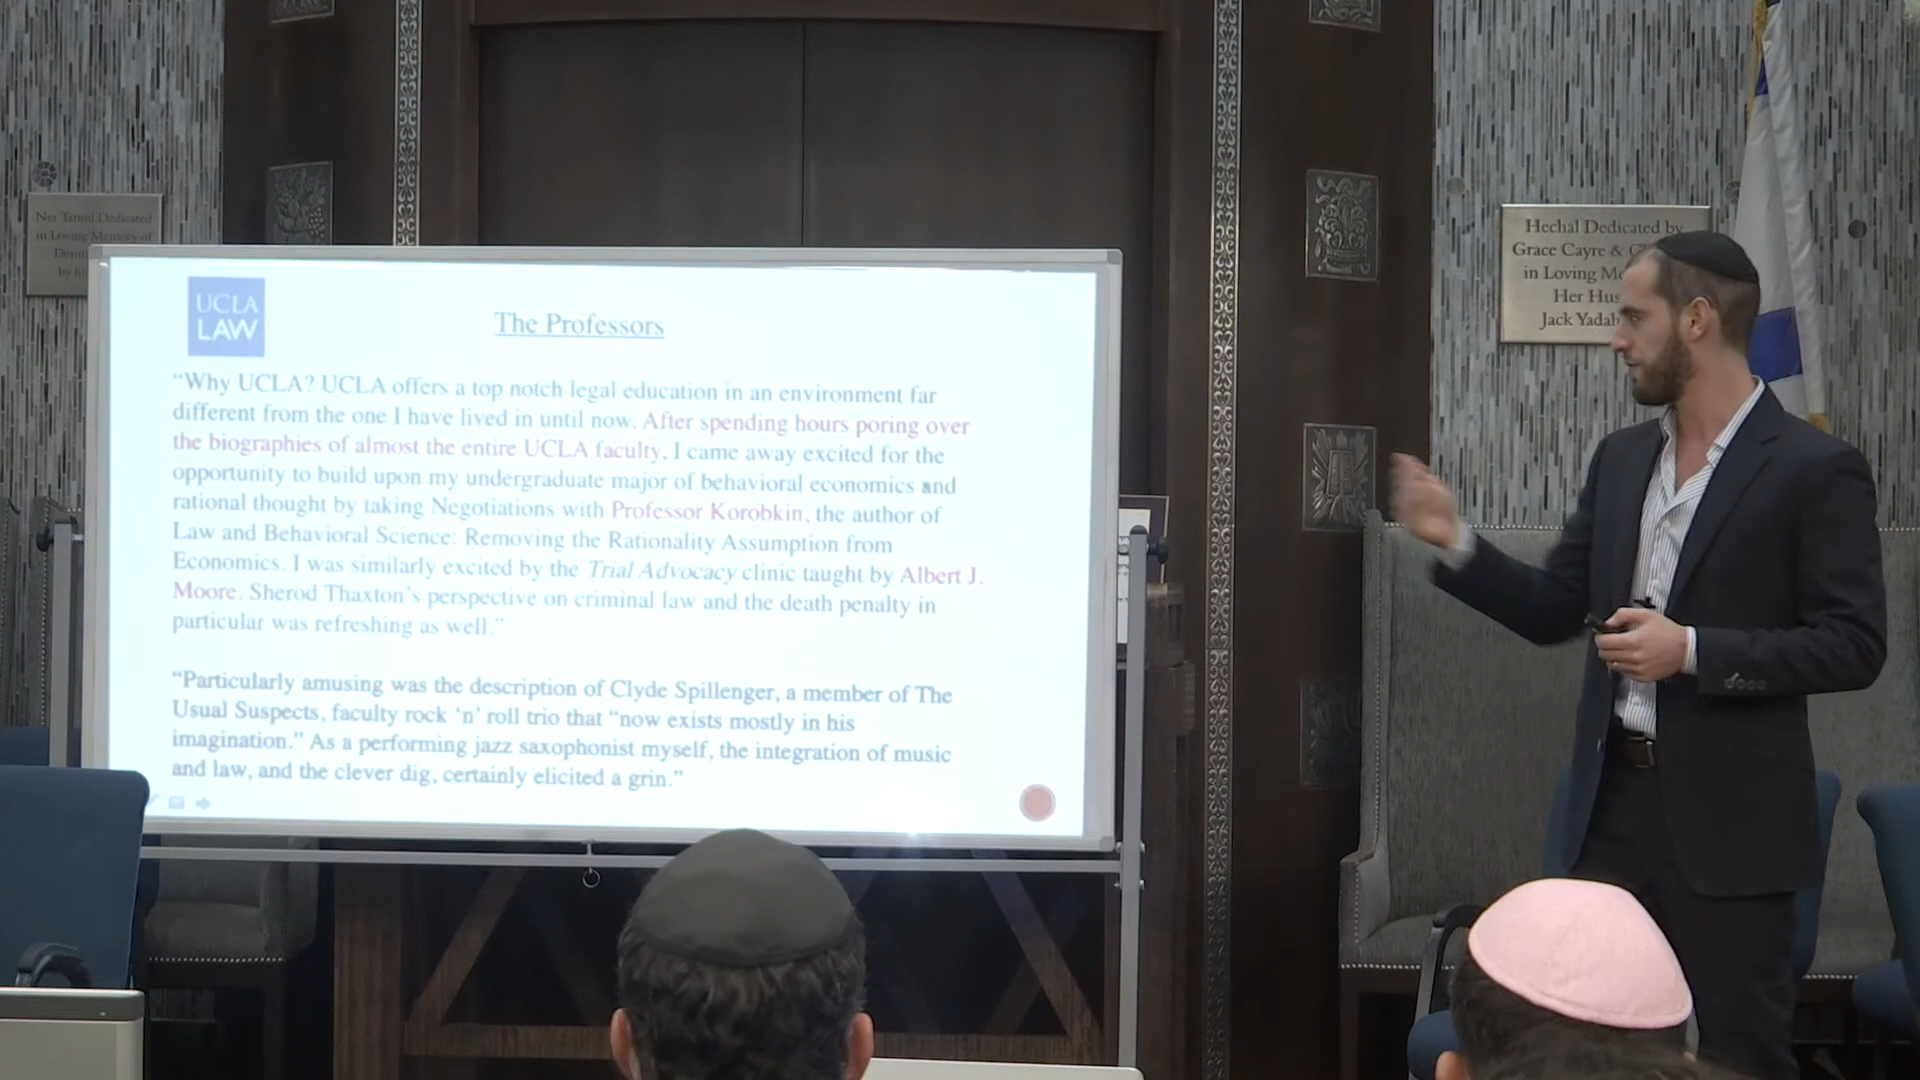 Ner Tamid Dedicated
in Loving Memory of
by
Hechal Dedicated by
Grace Cayre &
in Loving
Her
Jack
UCLA
LAW
The Professors
“Why UCLA? UCLA offers a top notch legal education in an environment far
different from the one I have lived in until now. After spending hours poring over
the biographies of almost the entire UCLA faculty, I came away excited for the
opportunity to build upon my undergraduate major of behavioral economics and
rational thought by taking Negotiations with Professor Korobkin, the author of
Law and Behavioral Science: Removing the Rationality Assumption from
Economics. I was similarly excited by the Trial Advocacy clinic taught by Albert J.
Moore. Sherod Thaxton’s perspective on criminal law and the death penalty in
particular was refreshing as well.”
“Particularly amusing was the description of Clyde Spillenger, a member of The
Usual Suspects, faculty rock ‘n’ roll trio that “now exists mostly in his
imagination.” As a performing jazz saxophonist myself, the integration of music
and law, and the clever dig, certainly elicited a grin.”